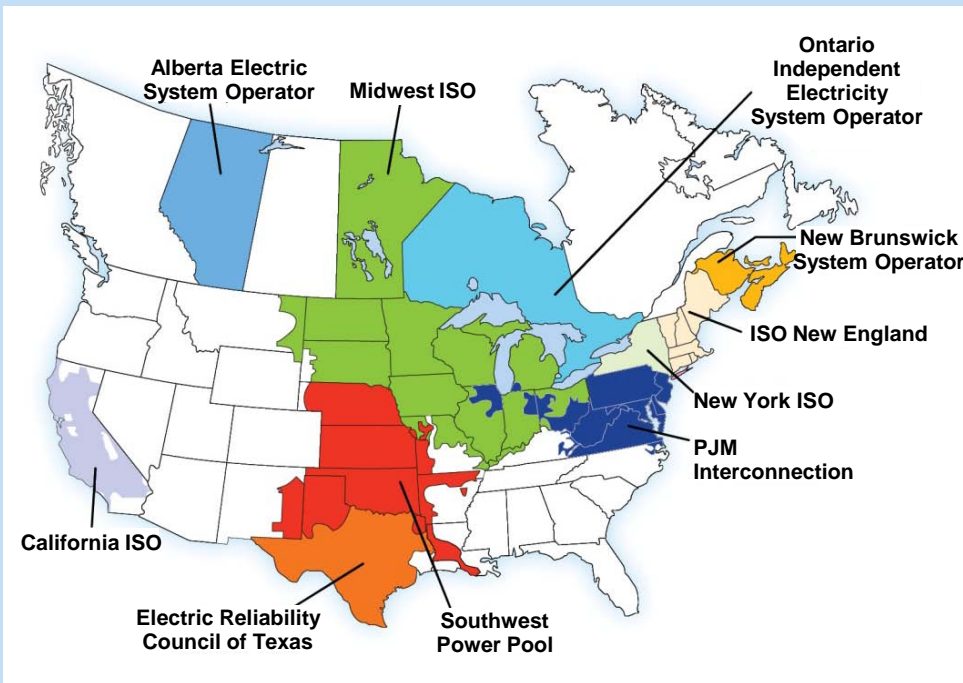 Alberta Electric
System Operator
Midwest ISO
Ontario
Independent
Electricity
System Operator
New Brunswick
System Operator
ISO New England
New York ISO
PJM
Interconnection
California ISO
Electric Reliability
Council of Texas
Southwest
Power Pool